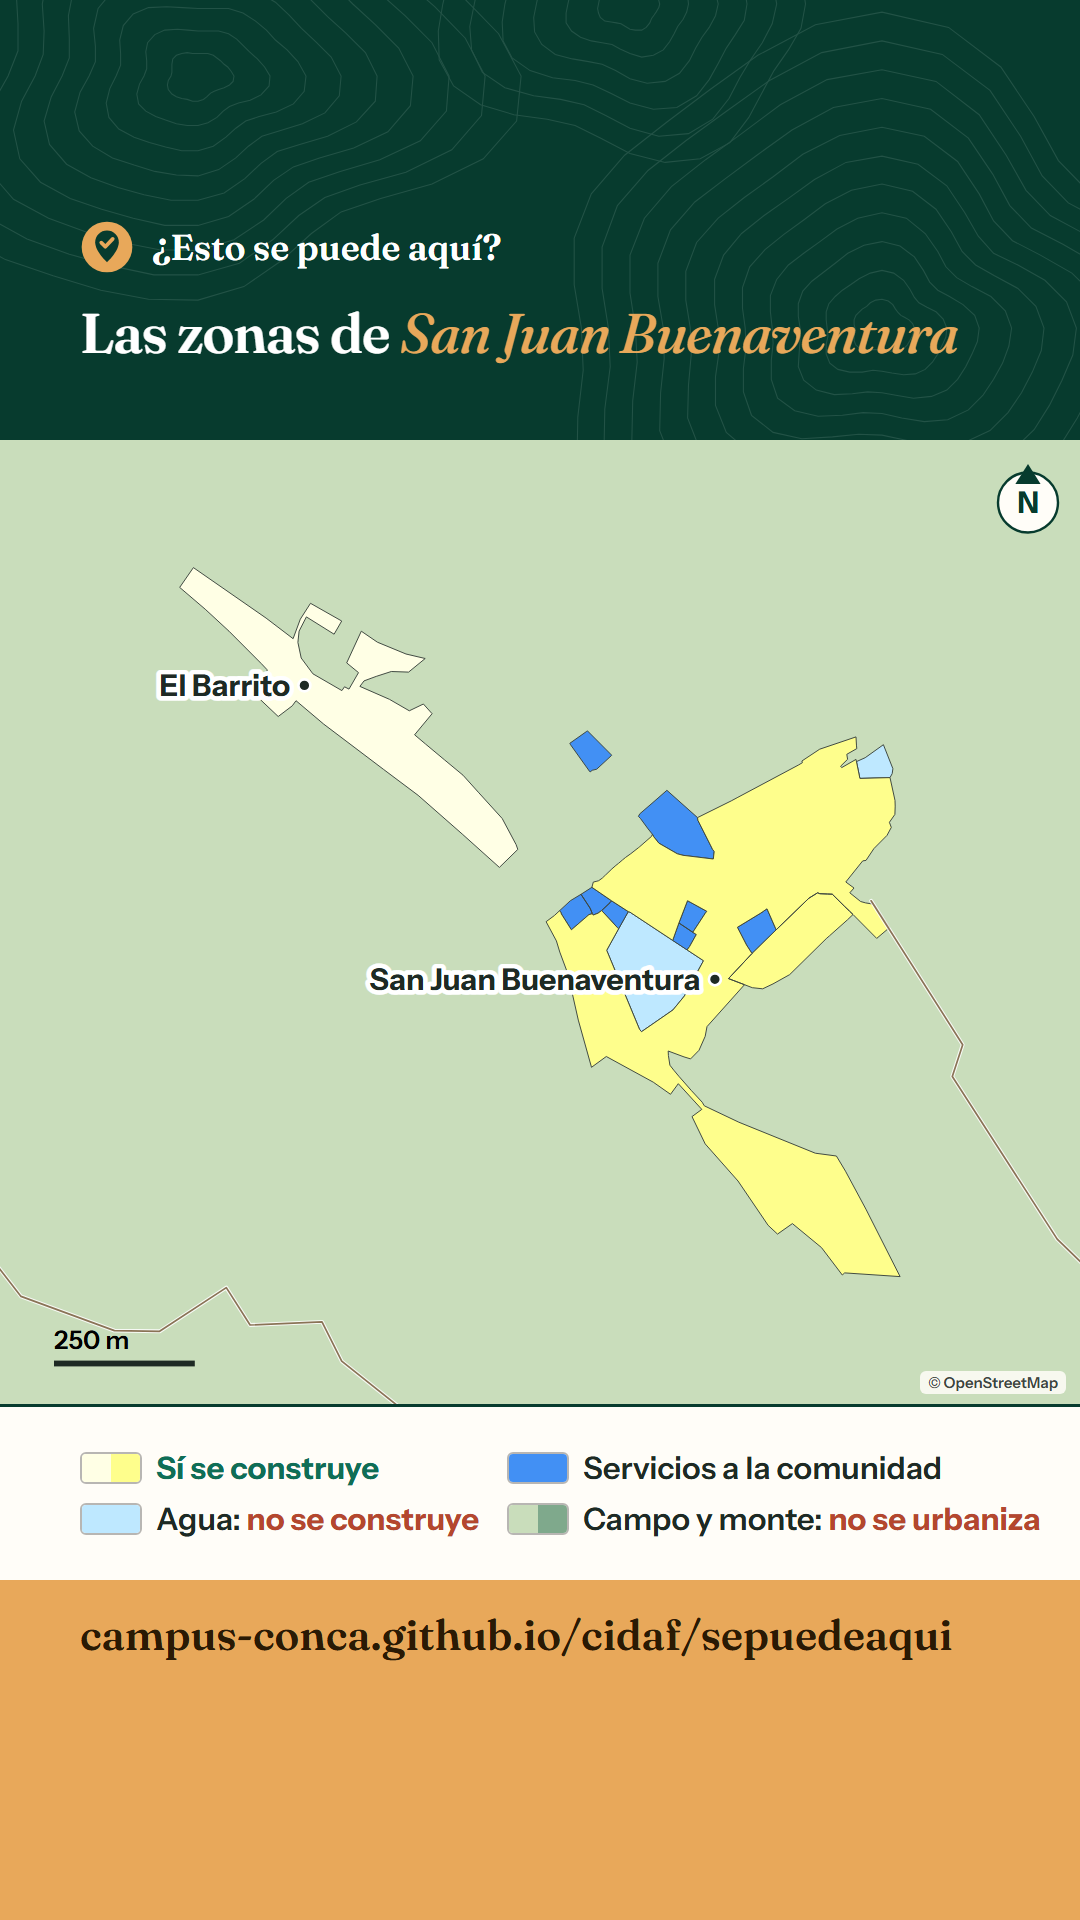 ¿Esto se puede aquí?
Las zonas de San Juan Buenaventura
N
El Barrito
San Juan Buenaventura
250 m
© OpenStreetMap
Sí se construye
Servicios a la comunidad
Agua: no se construye
Campo y monte: no se urbaniza
campus-conca.github.io/cidaf/sepuedeaqui